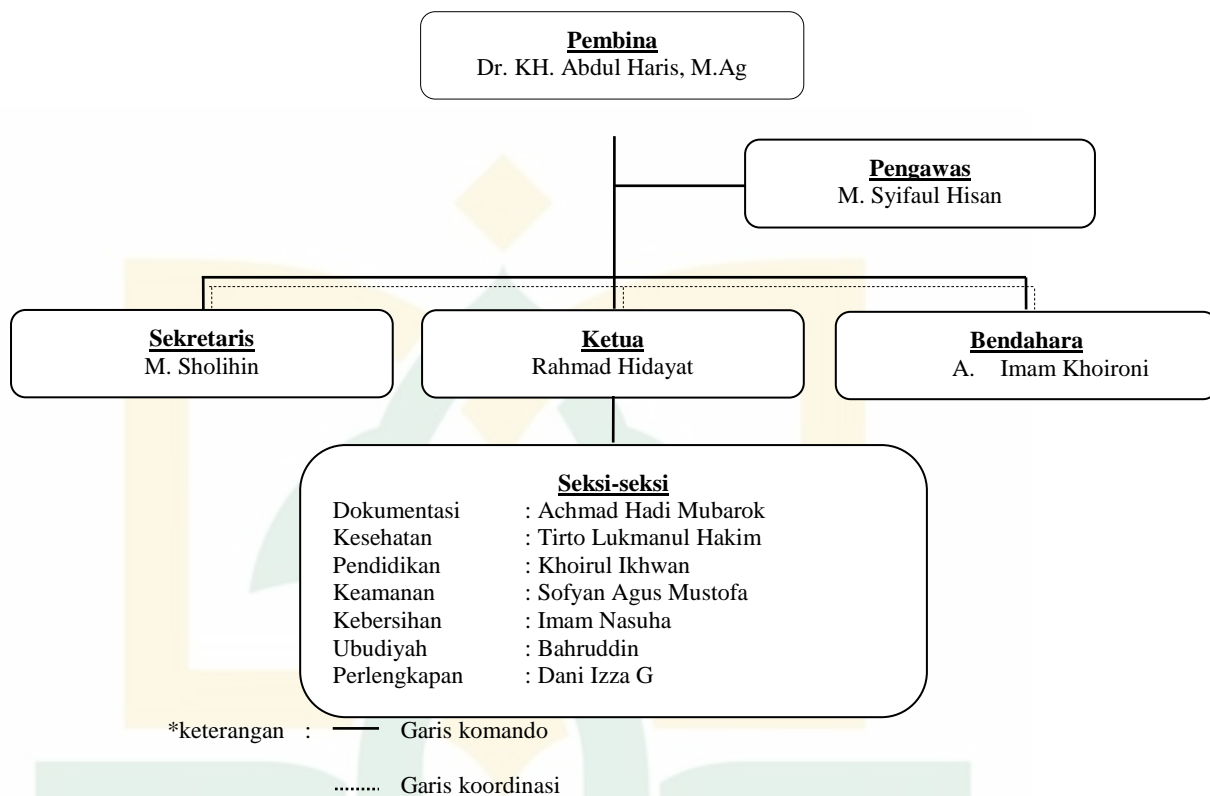 Pembina
Dr. KH. Abdul Haris, M.Ag
Pengawas
M. Syifaul Hisan
Sekretaris
M. Sholihin
Ketua
Rahmad Hidayat
Bendahara
A. Imam Khoironi
Seksi-seksi
Dokumentasi : Achmad Hadi Mubarok
Kesehatan : Tirto Lukmanul Hakim
Pendidikan : Khoirul Ikhwan
Keamanan : Sofyan Agus Mustofa
Kebersihan : Imam Nasuha
Ubudiyah : Bahruddin
Perlengkapan : Dani Izza G
*keterangan : Garis komando
Garis koordinasi